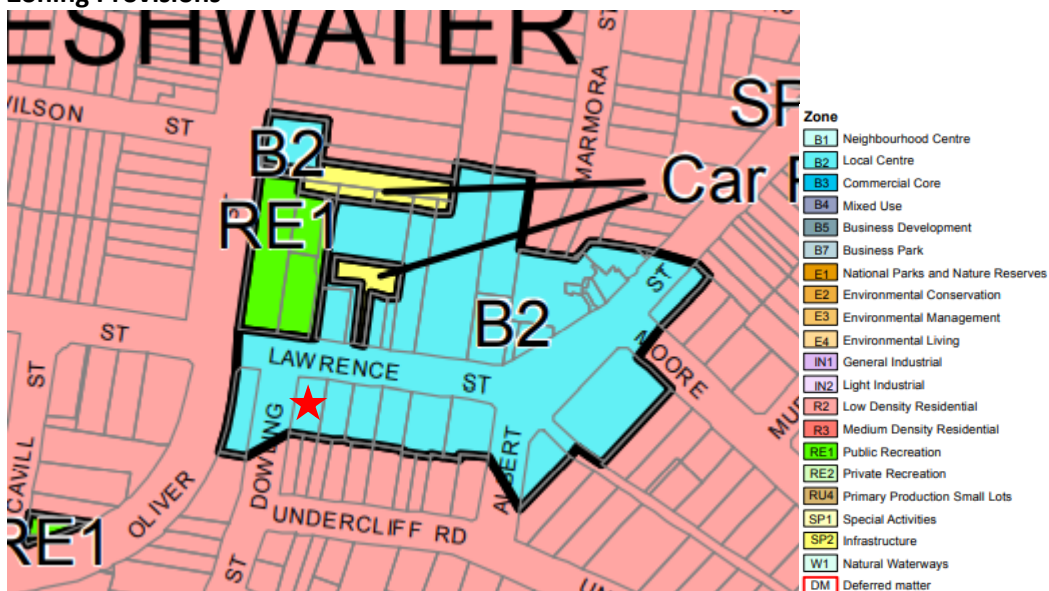 Zoning Provisions
ESHWATER
ST
MARMORA
SP
VILSON
ST
B2
Car P
RE1
ST
B2
ST
MOORE
LAWRENCE
ST
ST
DOWLING
ALBERT
CAVILL
OLIVER
UNDERCLIFF RD
RE1
ST
Zone
B1 Neighbourhood Centre
B2 Local Centre
B3 Commercial Core
B4 Mixed Use
B5 Business Development
B7 Business Park
E1 National Parks and Nature Reserves
E2 Environmental Conservation
E3 Environmental Management
E4 Environmental Living
IN1 General Industrial
IN2 Light Industrial
R2 Low Density Residential
R3 Medium Density Residential
RE1 Public Recreation
RE2 Private Recreation
RU4 Primary Production Small Lots
SP1 Special Activities
SP2 Infrastructure
W1 Natural Waterways
DM Deferred matter